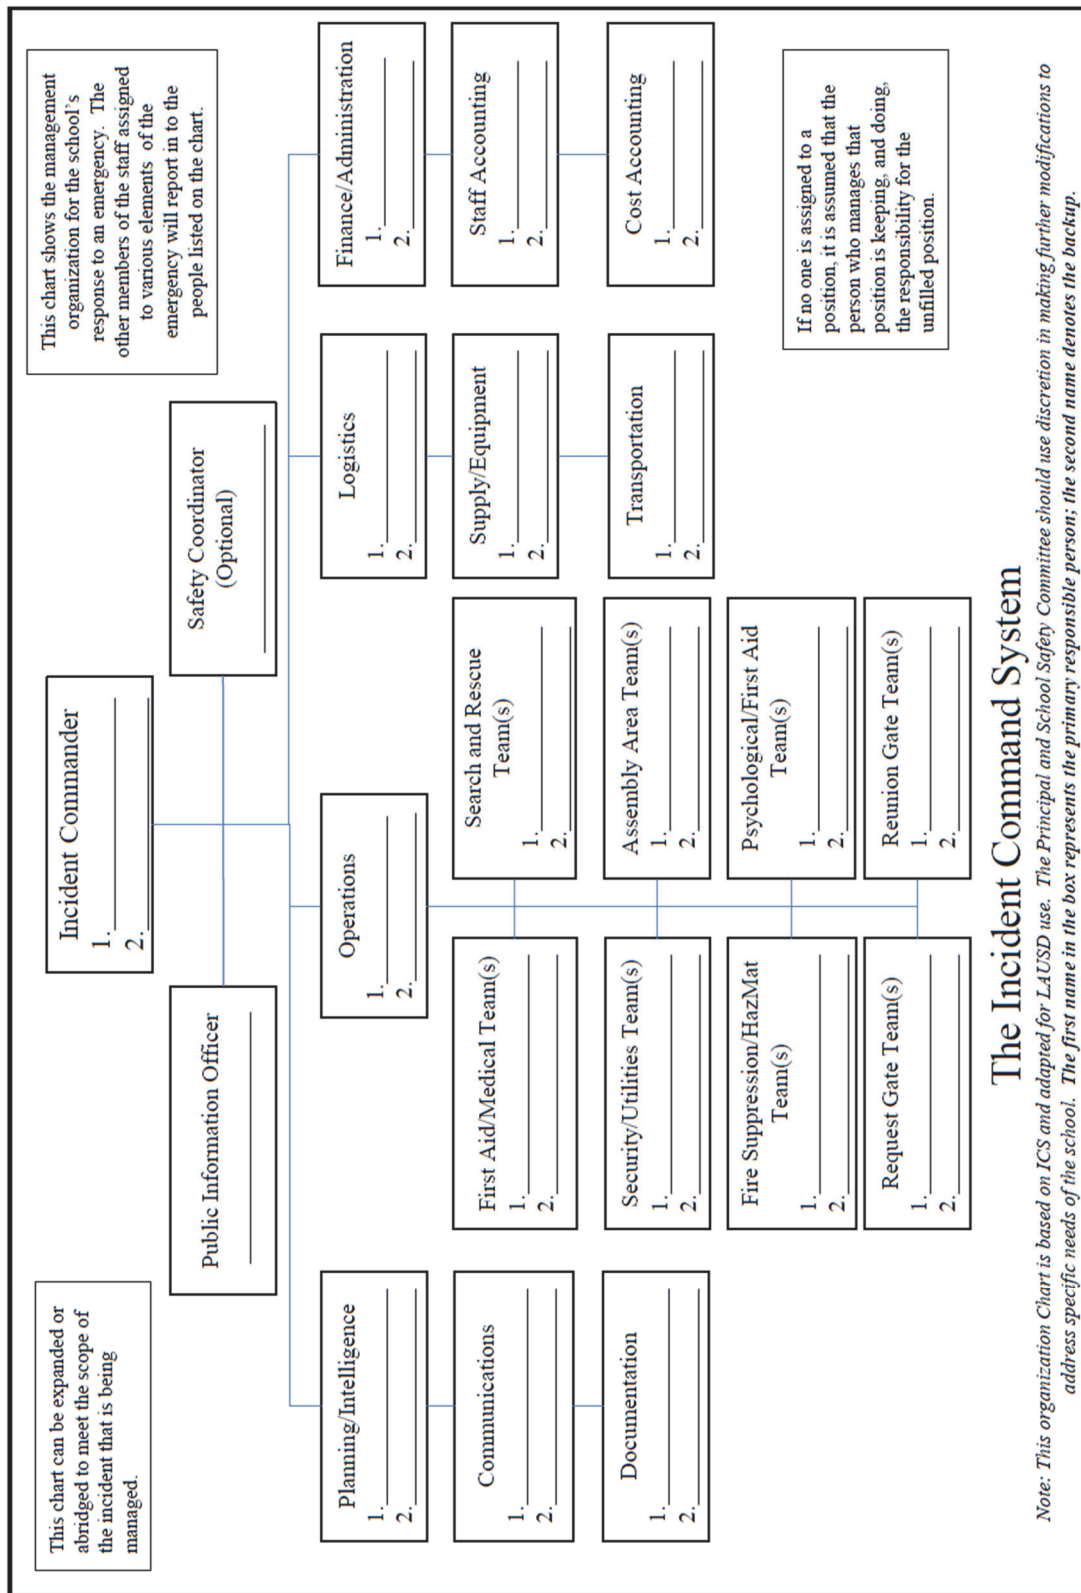 This chart can be expanded or
abridged to meet the scope of
the incident that is being
managed.
Incident Commander
1.
2.
This chart shows the management
organization for the school's
response to an emergency. The
other members of the staff assigned
to various elements of the
emergency will report in to the
people listed on the chart.
Public Information Officer
Safety Coordinator
(Optional)
Planning/Intelligence
1.
2.
Operations
1.
2.
Logistics
1.
2.
Finance/Administration
1.
2.
Communications
1.
2.
First Aid/Medical Team(s)
1.
2.
Search and Rescue
Team(s)
1.
2.
Supply/Equipment
1.
2.
Staff Accounting
1.
2.
Documentation
1.
2.
Security/Utilities Team(s)
1.
2.
Assembly Area Team(s)
1.
2.
Transportation
1.
2.
Cost Accounting
1.
2.
Fire Suppression/HazMat
Team(s)
1.
2.
Psychological/First Aid
Team(s)
1.
2.
If no one is assigned to a
position, it is assumed that the
person who manages that
position is keeping, and doing,
the responsibility for the
unfilled position.
Request Gate Team(s)
1.
2.
Reunion Gate Team(s)
1.
2.
The Incident Command System
Note: This organization Chart is based on ICS and adapted for LAUSD use. The Principal and School Safety Committee should use discretion in making further modifications to
address specific needs of the school. The first name in the box represents the primary responsible person; the second name denotes the backup.